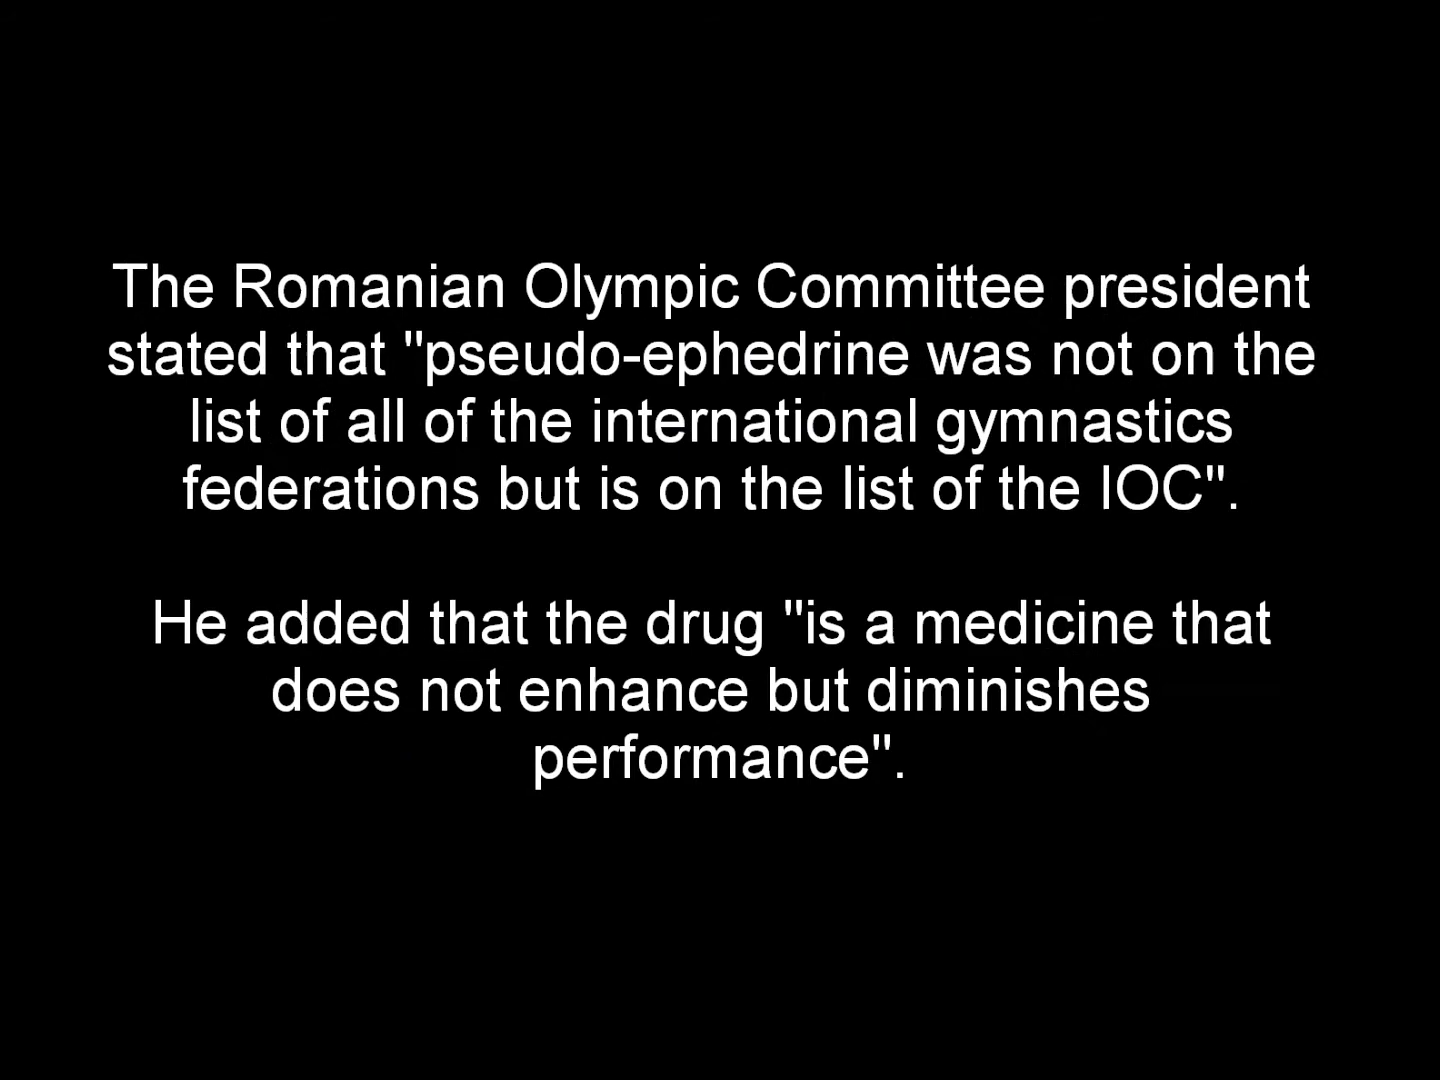 The Romanian Olympic Committee president
stated that "pseudo-ephedrine was not on the
list of all of the international gymnastics
federations but is on the list of the IOC".
He added that the drug "is a medicine that
does not enhance but diminishes
performance".